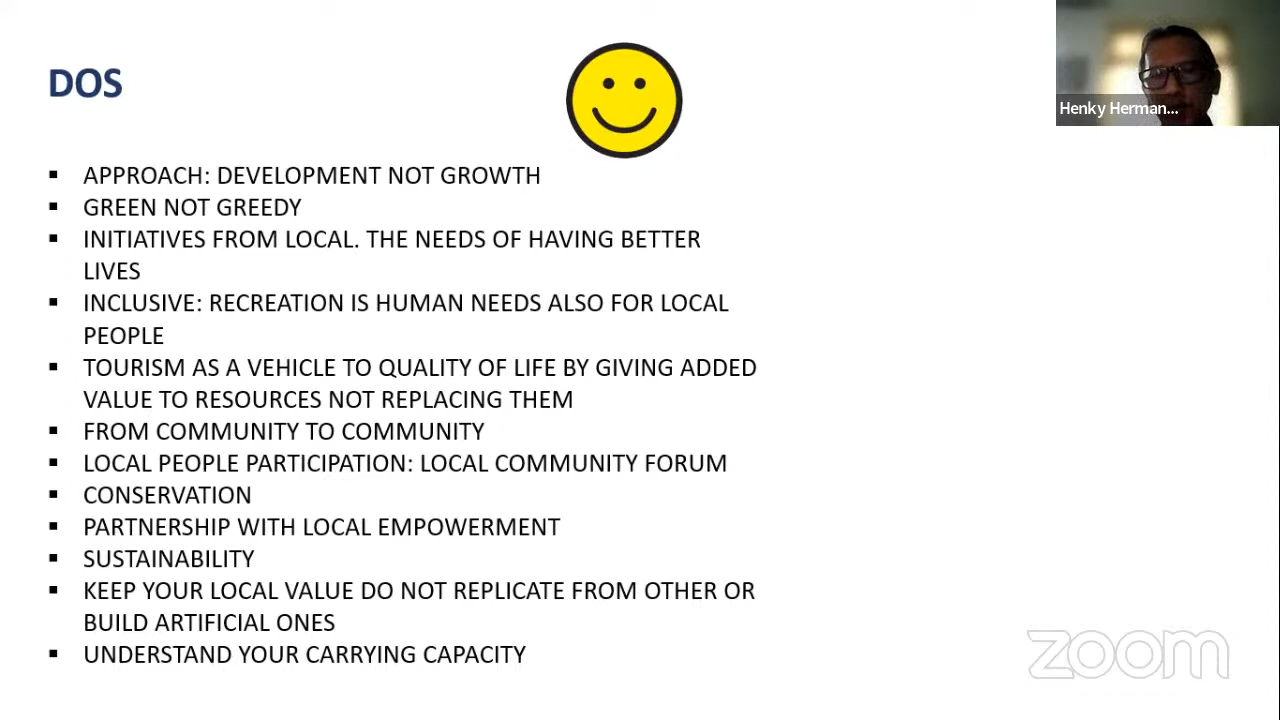 DOS
Henky Herman...
▪ APPROACH: DEVELOPMENT NOT GROWTH
▪ GREEN NOT GREEDY
▪ INITIATIVES FROM LOCAL. THE NEEDS OF HAVING BETTER
LIVES
▪ INCLUSIVE: RECREATION IS HUMAN NEEDS ALSO FOR LOCAL
PEOPLE
▪ TOURISM AS A VEHICLE TO QUALITY OF LIFE BY GIVING ADDED
VALUE TO RESOURCES NOT REPLACING THEM
▪ FROM COMMUNITY TO COMMUNITY
▪ LOCAL PEOPLE PARTICIPATION: LOCAL COMMUNITY FORUM
▪ CONSERVATION
▪ PARTNERSHIP WITH LOCAL EMPOWERMENT
▪ SUSTAINABILITY
▪ KEEP YOUR LOCAL VALUE DO NOT REPLICATE FROM OTHER OR
BUILD ARTIFICIAL ONES
▪ UNDERSTAND YOUR CARRYING CAPACITY
zoom